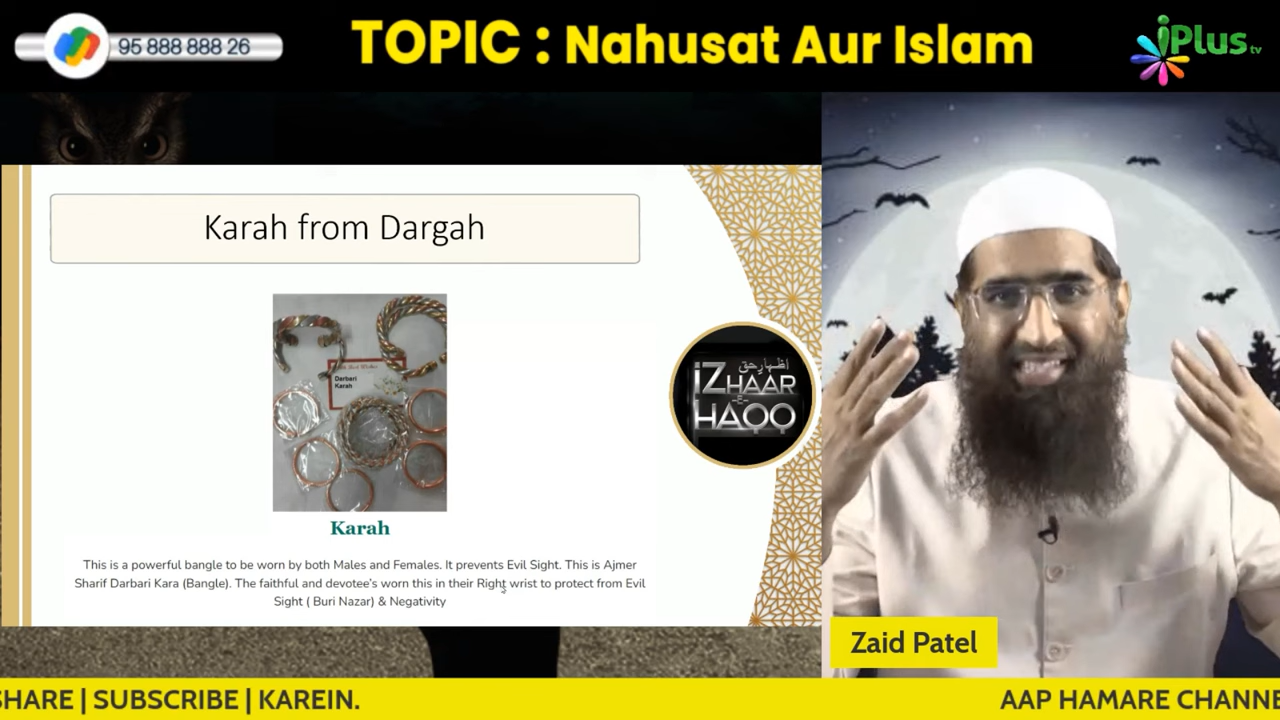 95 888 888 26
TOPIC : Nahusat Aur Islam
iPlus tv
Karah from Dargah
Darbari
Karah
اظہارِ حق
iZHAAR
-E-
HAQQ
Karah
This is a powerful bangle to be worn by both Males and Females. It prevents Evil Sight. This is Ajmer
Sharif Darbari Kara (Bangle). The faithful and devotee's worn this in their Right wrist to protect from Evil
Sight ( Buri Nazar) & Negativity
Zaid Patel
SHARE | SUBSCRIBE | KAREIN.
AAP HAMARE CHANNE